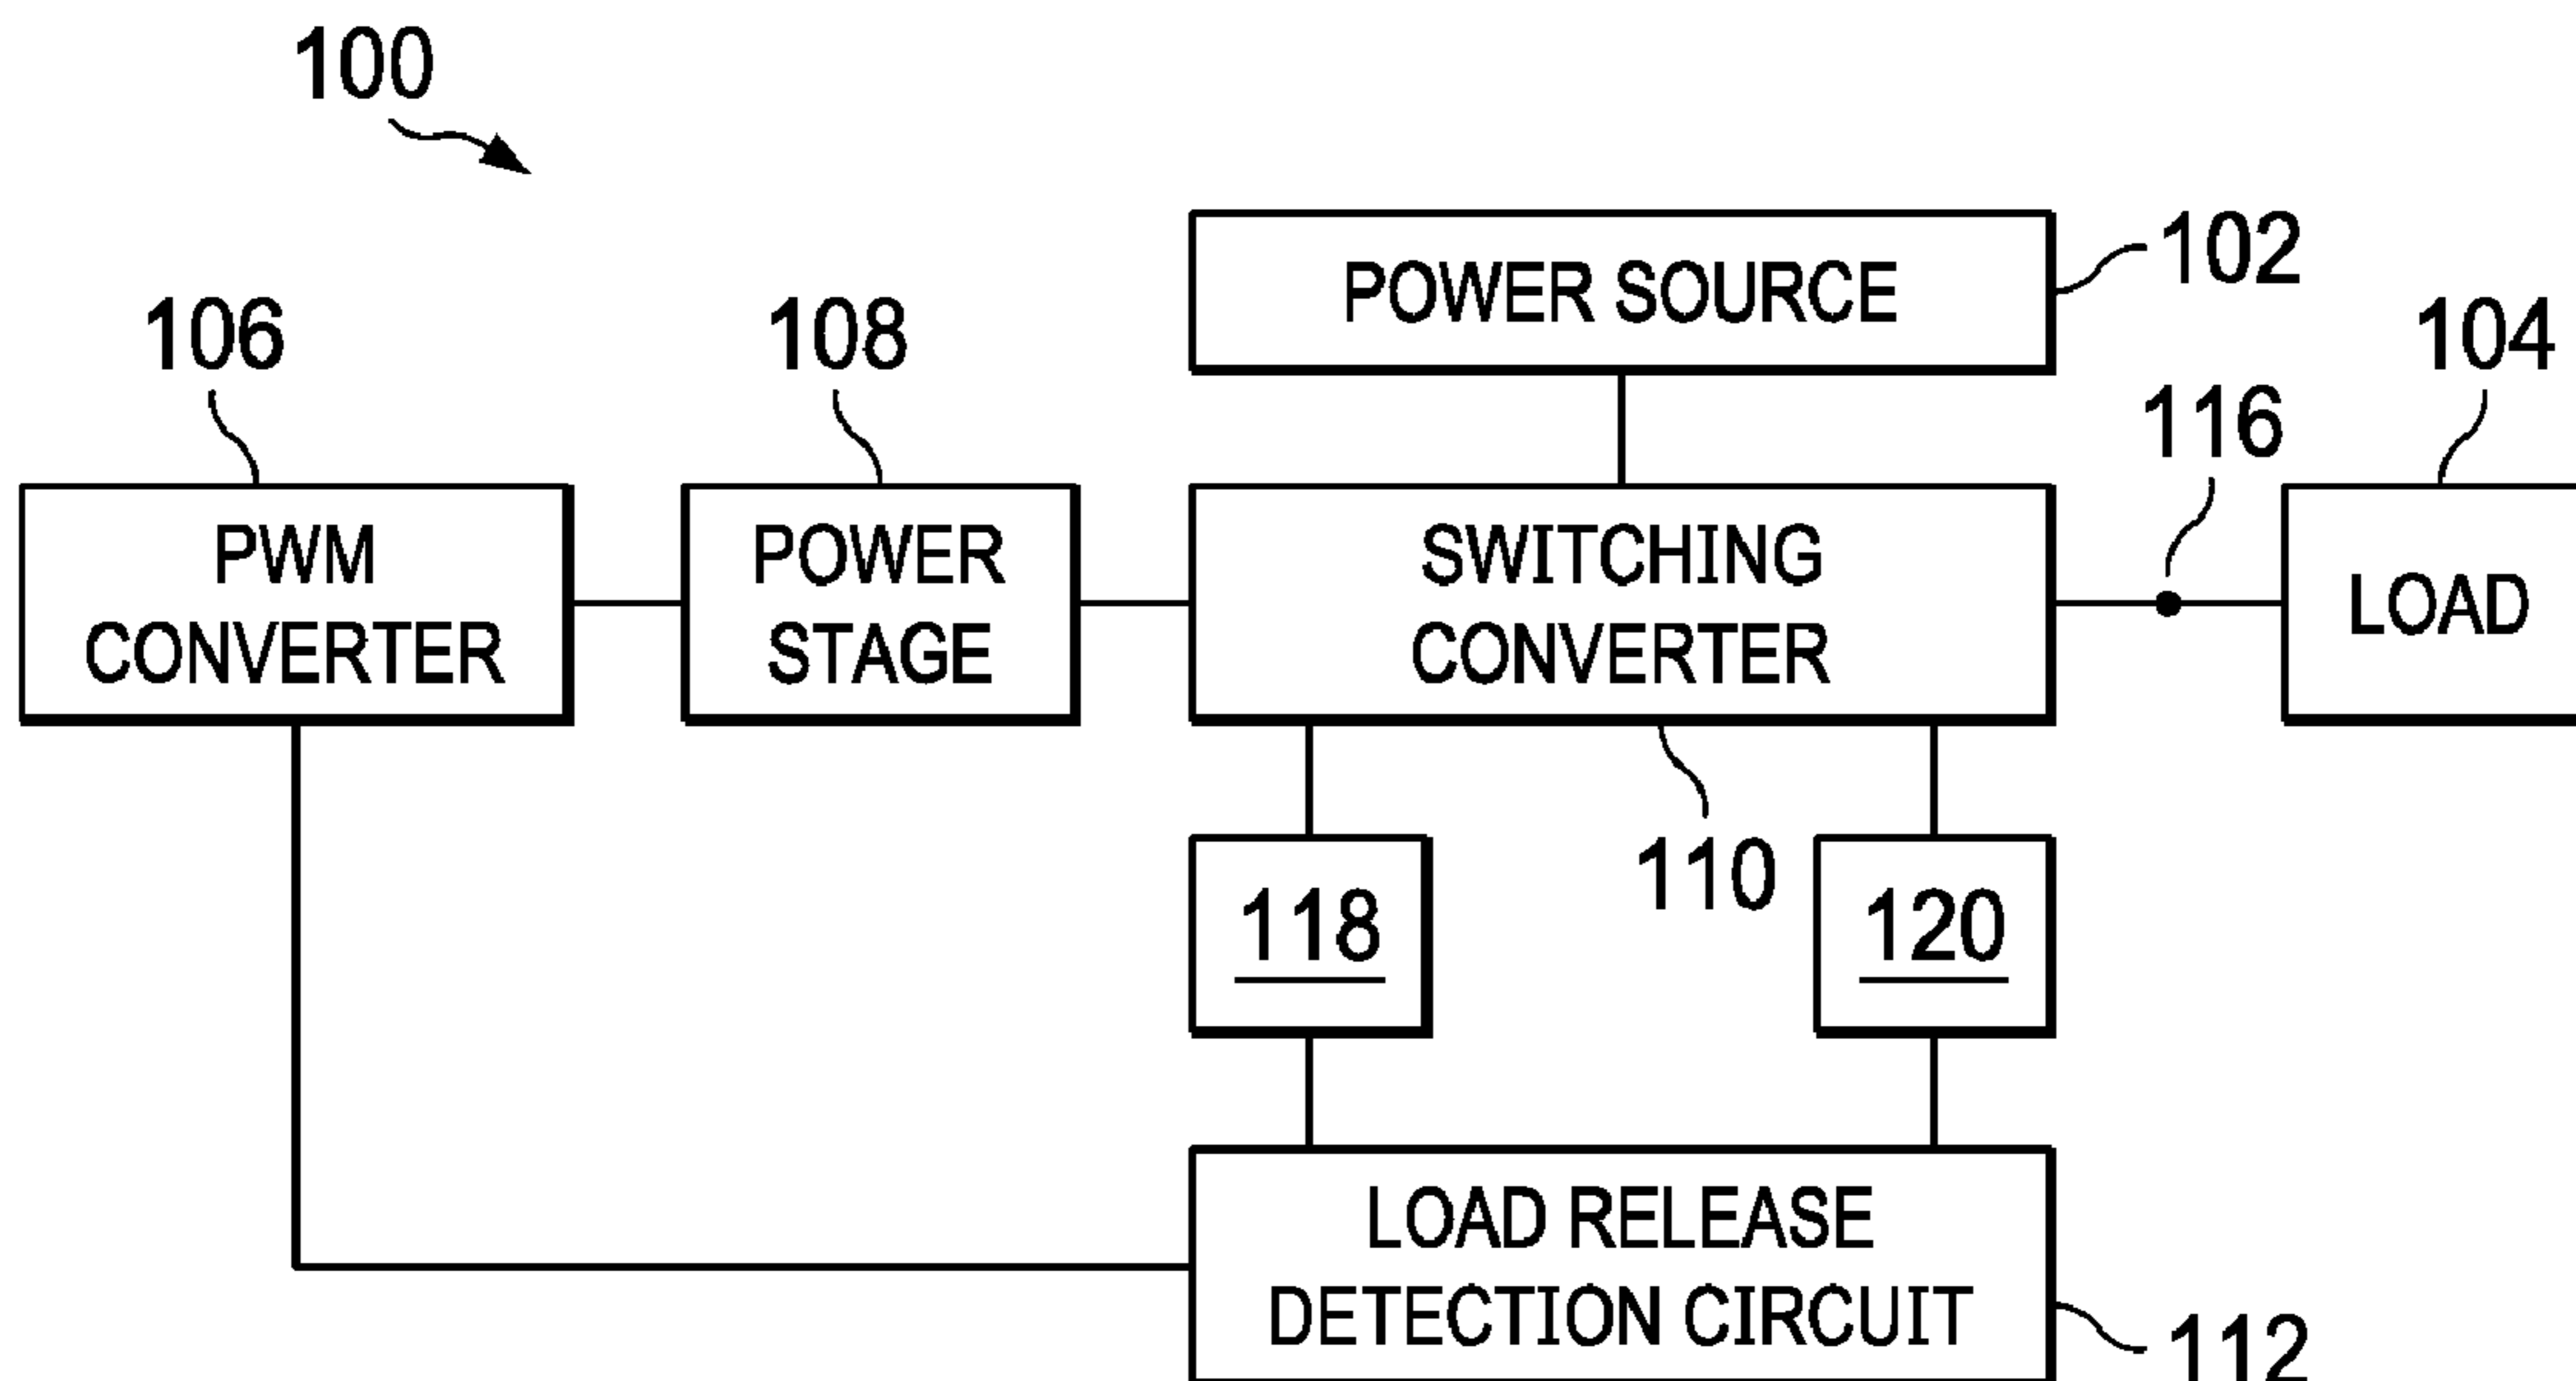 100
POWER SOURCE
102
106
108
104
116
PWM
CONVERTER
POWER
STAGE
SWITCHING
CONVERTER
LOAD
118
110
120
LOAD RELEASE
DETECTION CIRCUIT
112